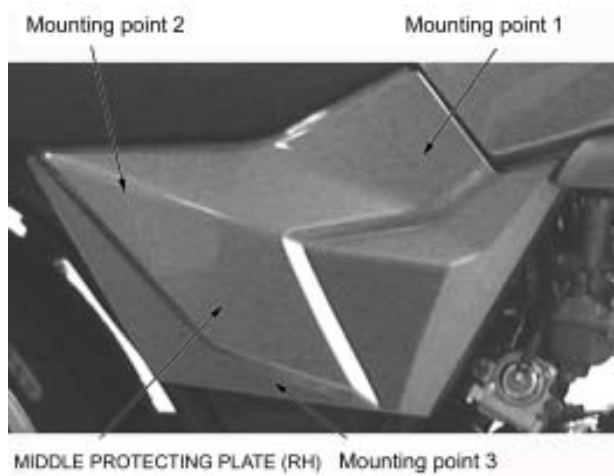 Mounting point 2
Mounting point 1
MIDDLE PROTECTING PLATE (RH)
Mounting point 3